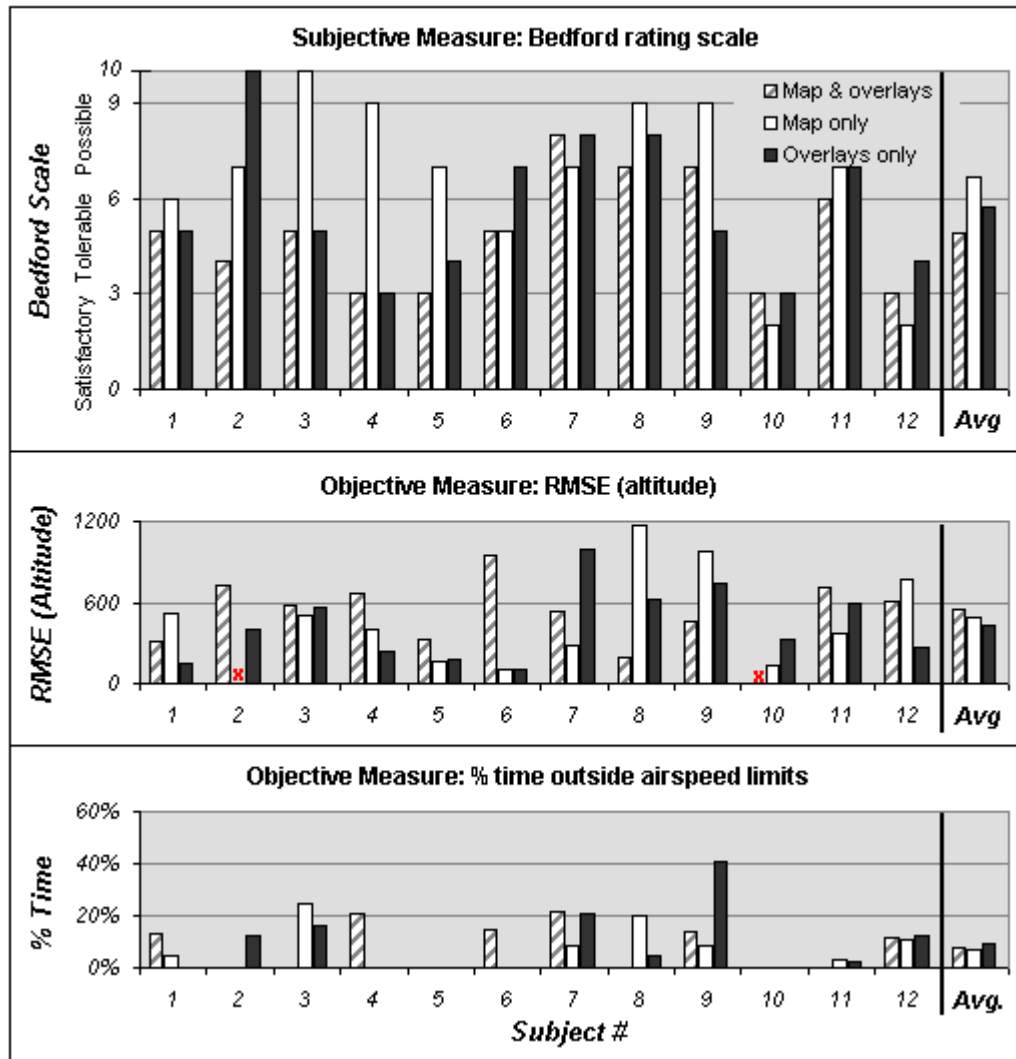 Subjective Measure: Bedford rating scale
Bedford Scale
Satisfactory Tolerable Possible
10
9
6
3
0
Map & overlays
Map only
Overlays only
1 2 3 4 5 6 7 8 9 10 11 12 Avg
Objective Measure: RMSE (altitude)
RMSE (Altitude)
1200
600
0
x
x
1 2 3 4 5 6 7 8 9 10 11 12 Avg
Objective Measure: % time outside airspeed limits
% Time
60%
40%
20%
0%
1 2 3 4 5 6 7 8 9 10 11 12 Avg.
Subject #